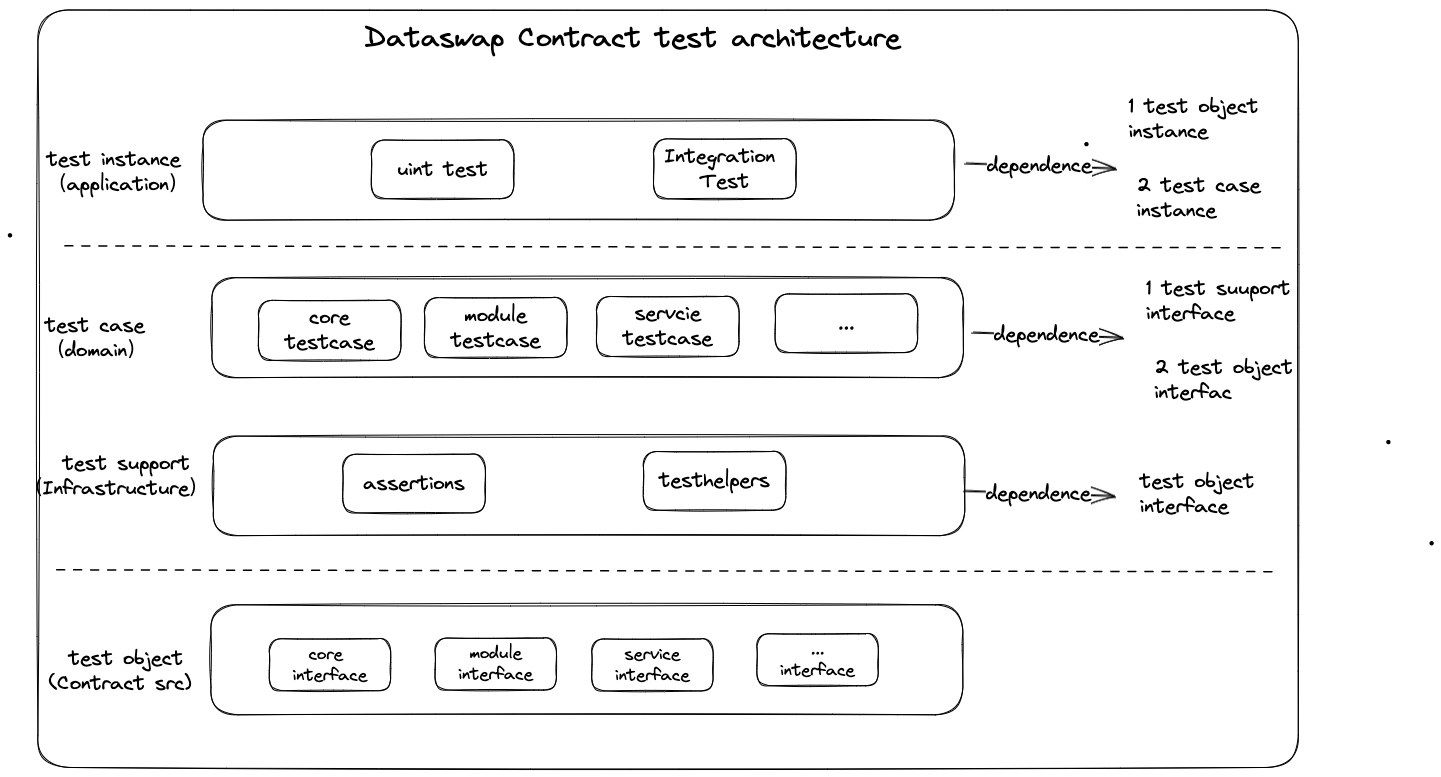 Dataswap Contract test architecture
1 test object
instance
test instance
(application)
uint test
Integration
Test
dependence
2 test case
instance
test case
(domain)
core
testcase
module
testcase
servcie
testcase
...
dependence
1 test suuport
interface
2 test object
interfac
test support
(Infrastructure)
assertions
testhelpers
dependence
test object
interface
test object
(Contract src)
core
interface
module
interface
service
interface
...
interface